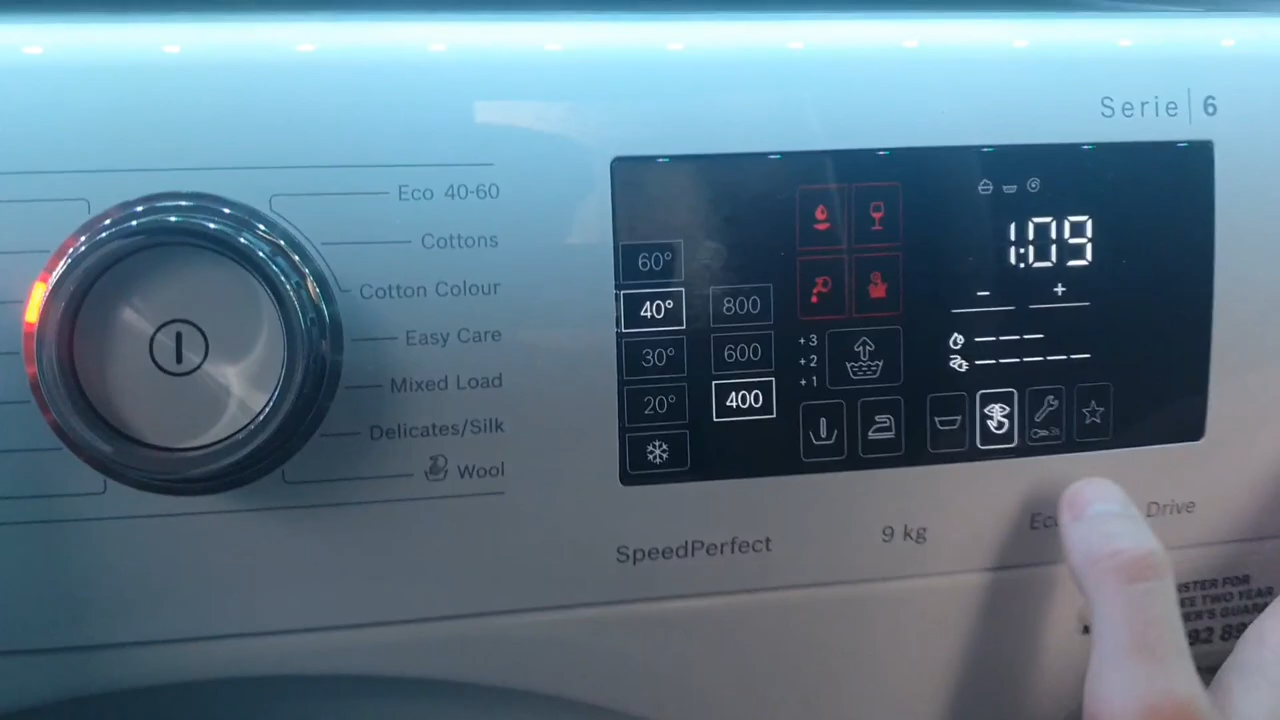 Serie | 6
Eco 40-60
Cottons
Cotton Colour
Easy Care
Mixed Load
Delicates/Silk
Wool
60°
40°
30°
20°
800
600
400
+3
+2
+1
1:09
- +
SpeedPerfect
9 kg
Drive